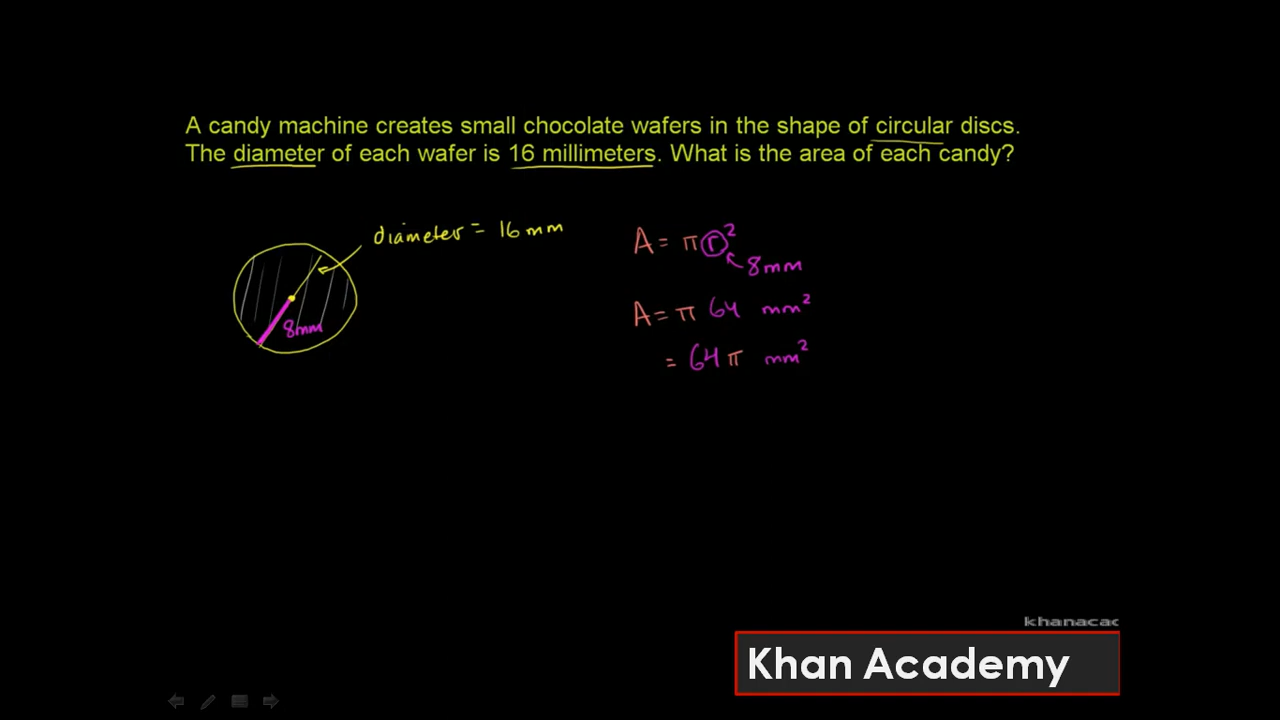 A candy machine creates small chocolate wafers in the shape of circular discs.
The diameter of each wafer is 16 millimeters. What is the area of each candy?
diameter = 16 mm
8mm
A = πr²
8mm
A = π 64 mm²
= 64π mm²
khanacac
Khan Academy